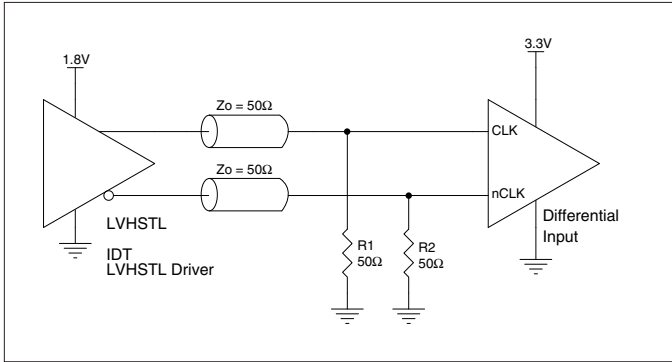 1.8V
3.3V
Zo = 50Ω
CLK
Zo = 50Ω
nCLK
LVHSTL
IDT
LVHSTL Driver
R1
50Ω
R2
50Ω
Differential
Input